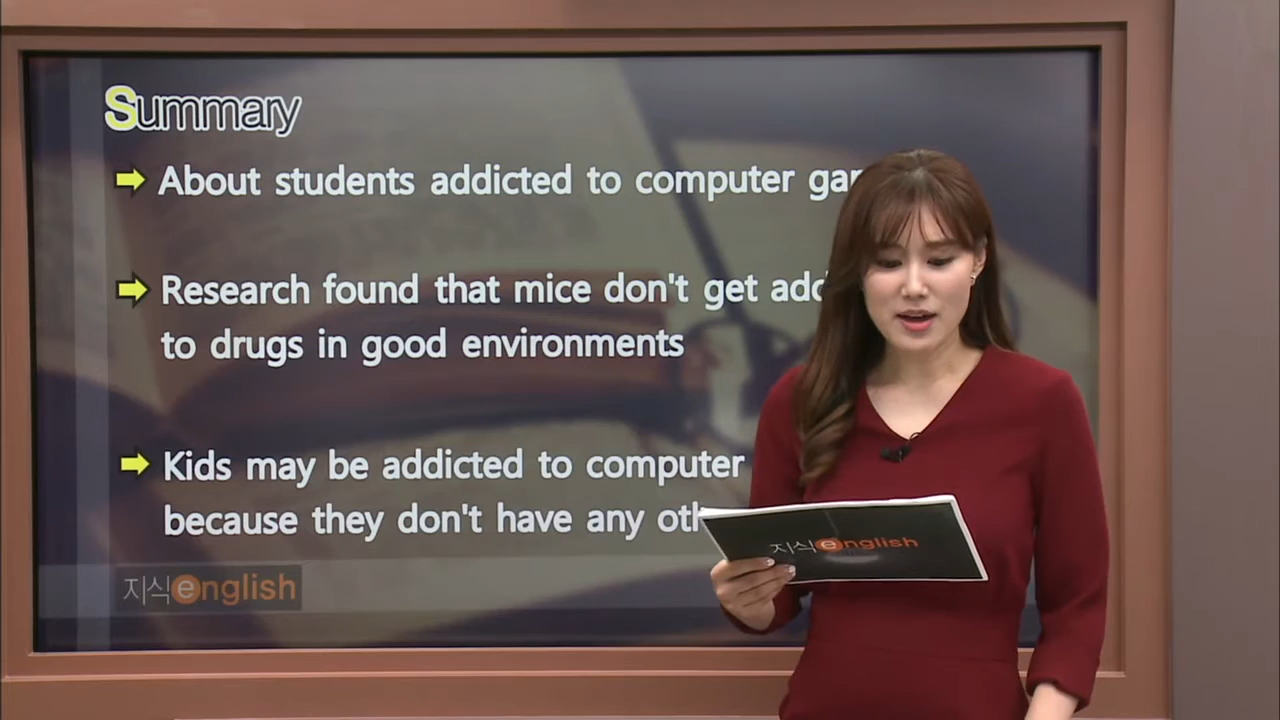 Summary
About students addicted to computer
Research found that mice don't get
to drugs in good environments
Kids may be addicted to computer
because they don't have any
지식english
지식english